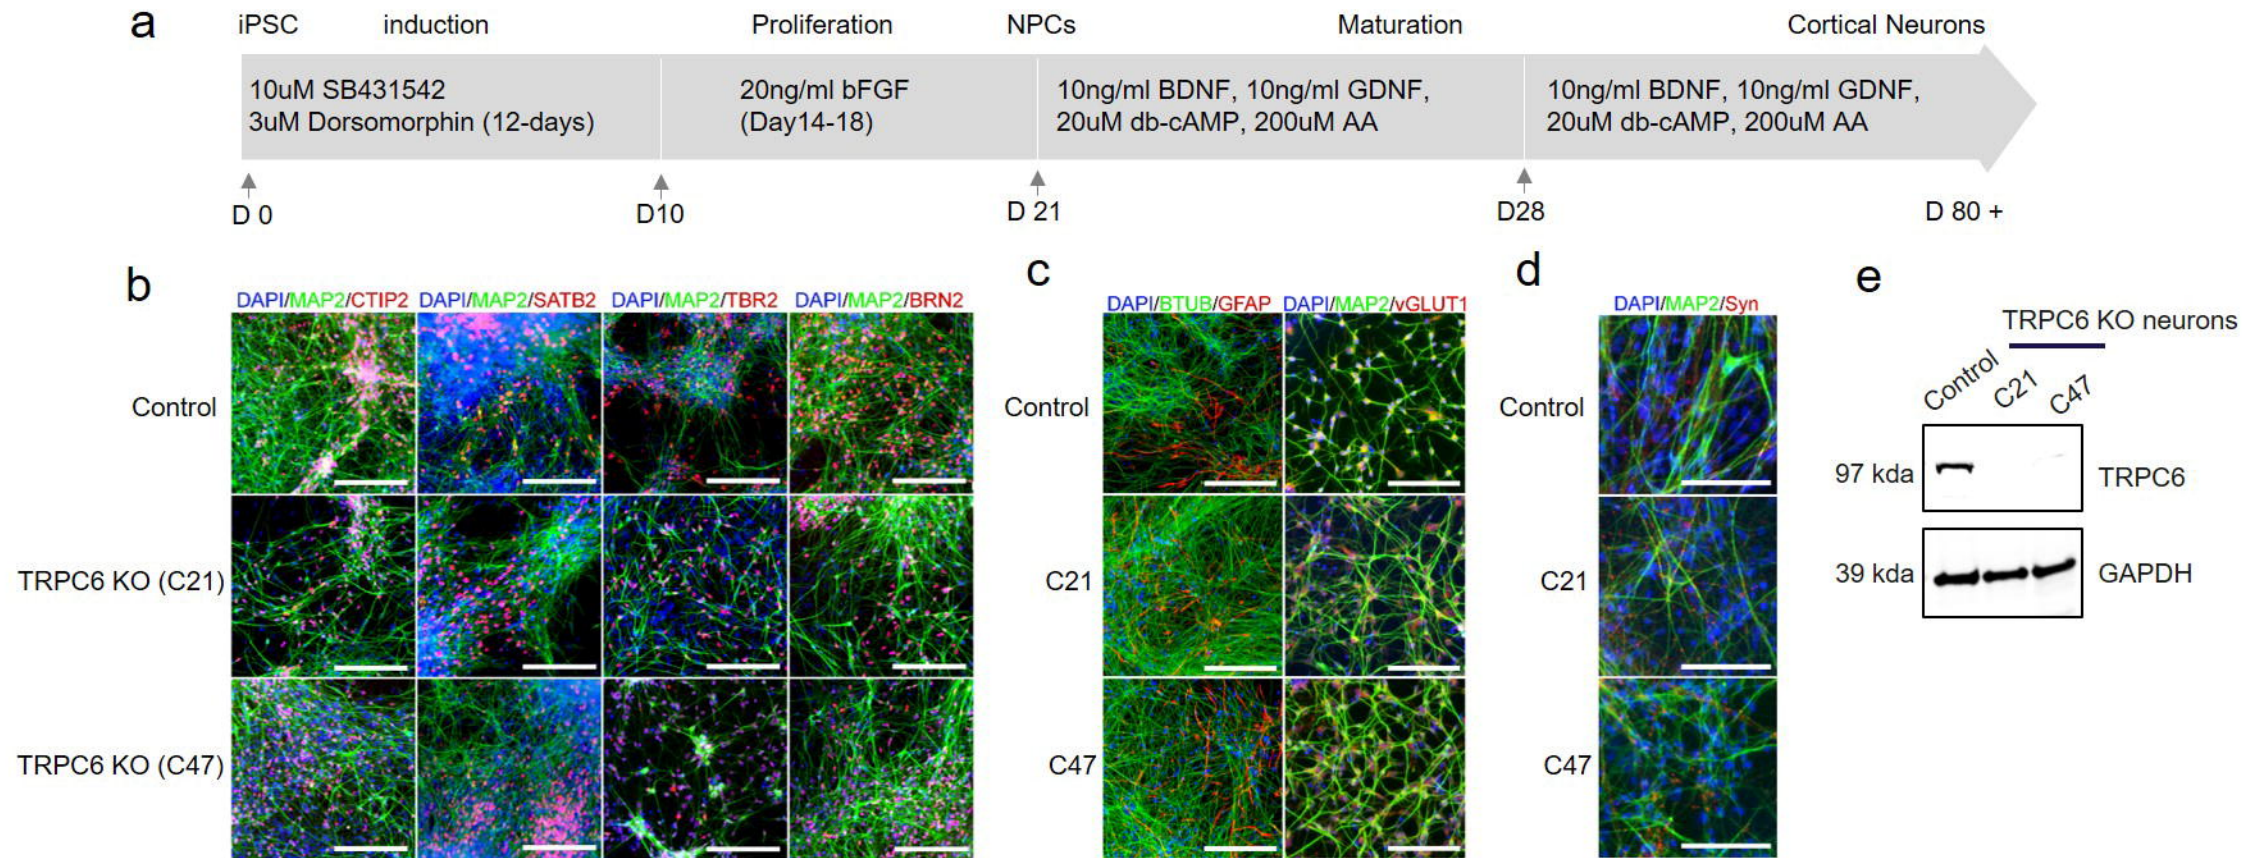 a
iPSC induction Proliferation NPCs Maturation Cortical Neurons
10uM SB431542
3uM Dorsomorphin (12-days)
20ng/ml bFGF
(Day14-18)
10ng/ml BDNF, 10ng/ml GDNF,
20uM db-cAMP, 200uM AA
10ng/ml BDNF, 10ng/ml GDNF,
20uM db-cAMP, 200uM AA
D 0 D10 D 21 D28 D 80 +
b
DAPI/MAP2/CTIP2 DAPI/MAP2/SATB2 DAPI/MAP2/TBR2 DAPI/MAP2/BRN2
Control
TRPC6 KO (C21)
TRPC6 KO (C47)
c
DAPI/BTUB/GFAP DAPI/MAP2/vGLUT1
Control
C21
C47
d
DAPI/MAP2/Syn
Control
C21
C47
e
TRPC6 KO neurons
Control C21 C47
97 kda TRPC6
39 kda GAPDH